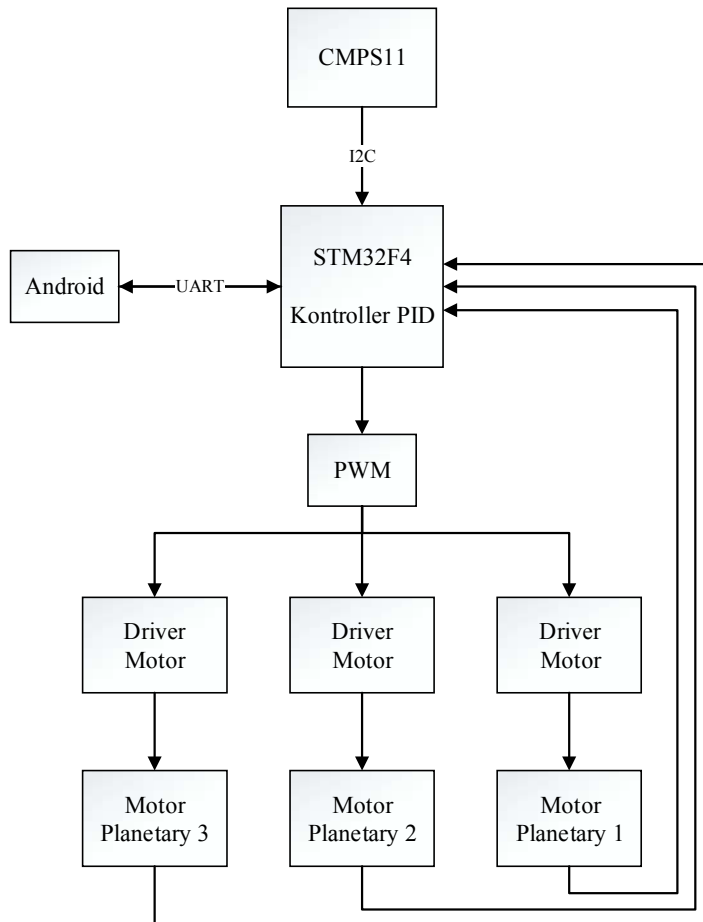 CMPS11
I2C
STM32F4
Kontroller PID
Android
UART
PWM
Driver
Motor
Driver
Motor
Driver
Motor
Motor
Planetary 3
Motor
Planetary 2
Motor
Planetary 1